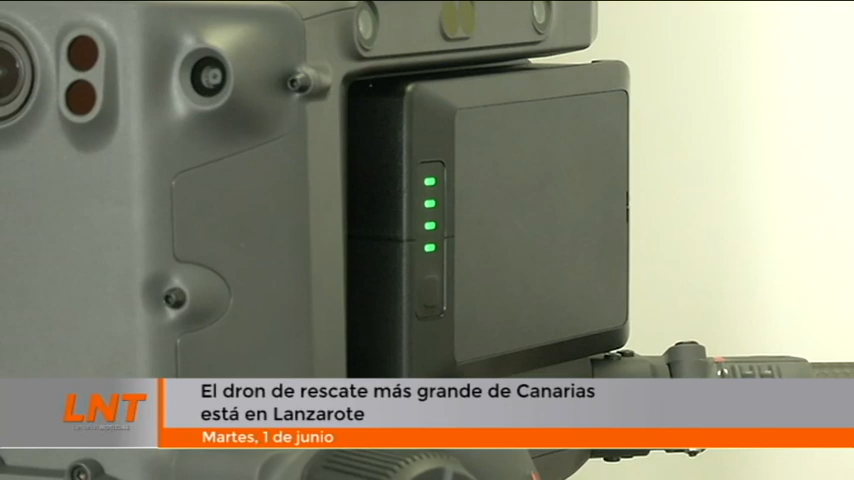 El dron de rescate más grande de Canarias
está en Lanzarote
LNT
Martes, 1 de junio